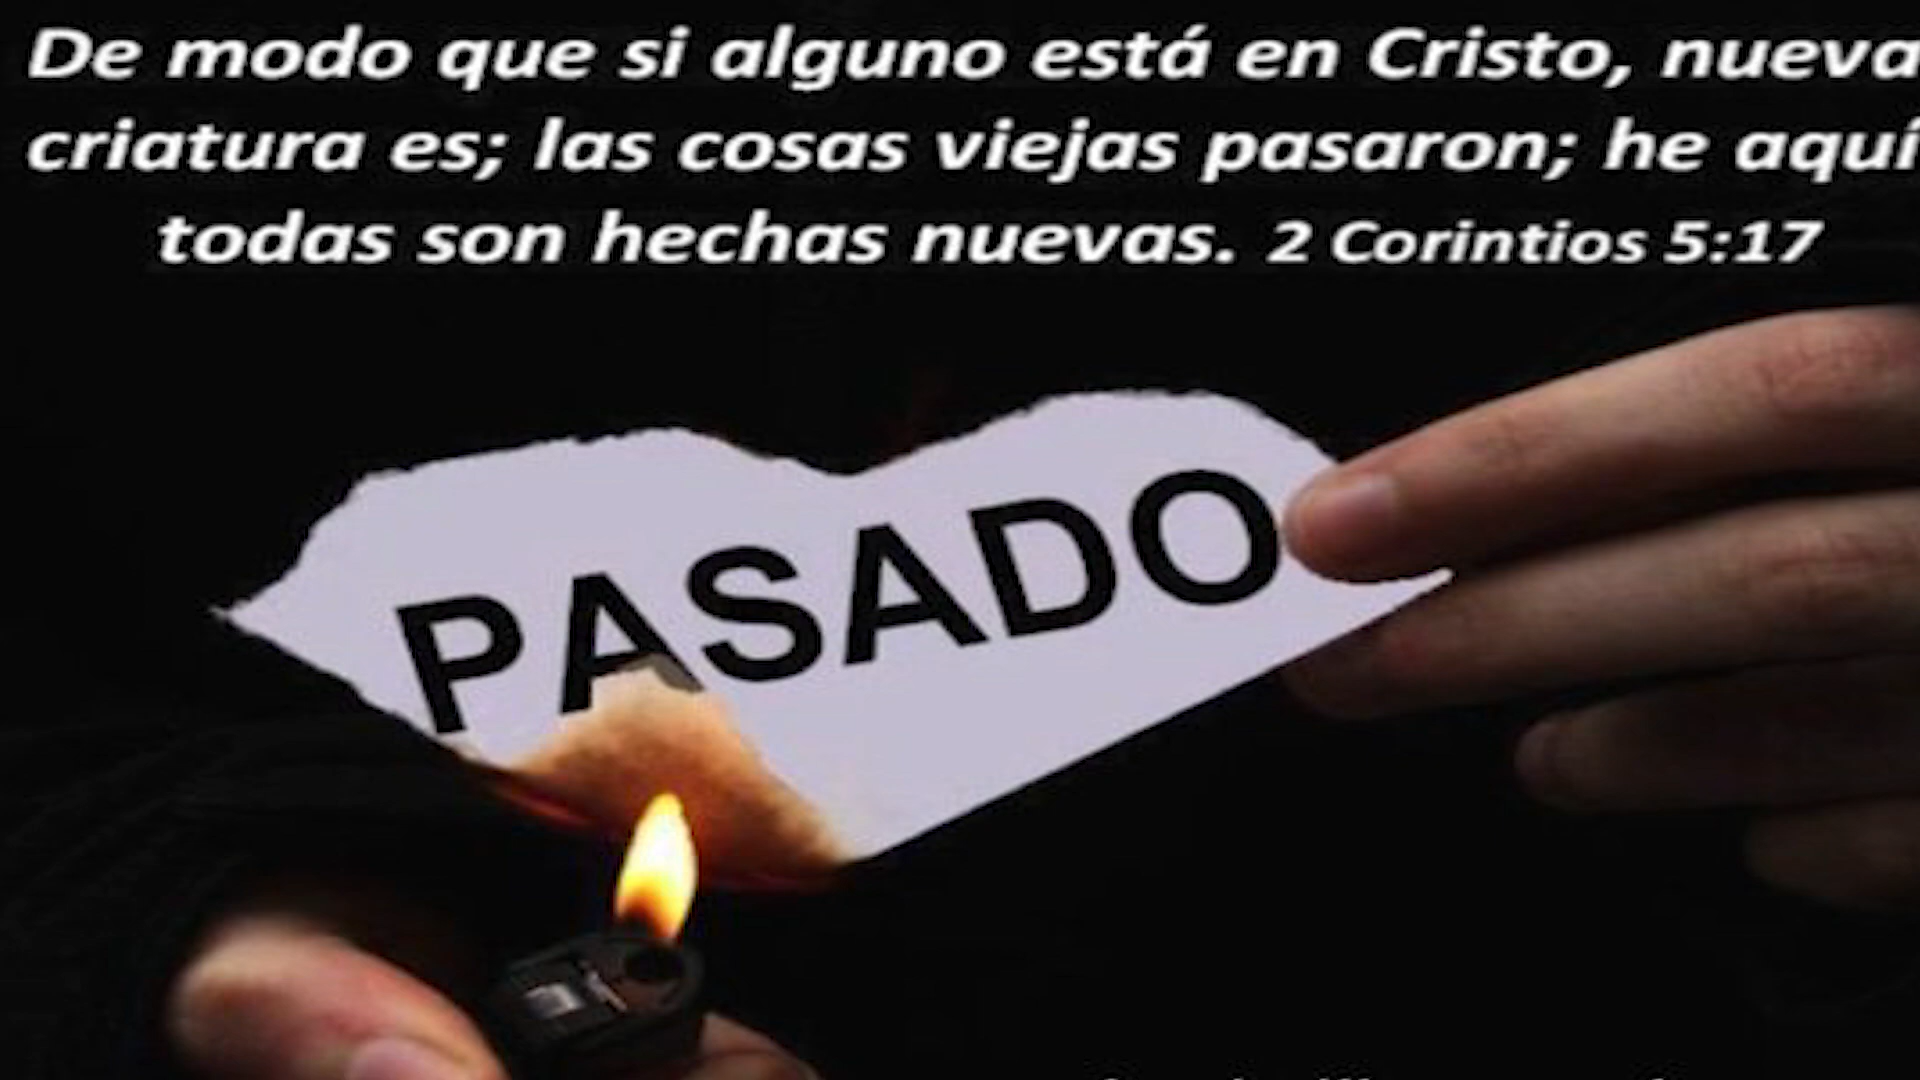 De modo que si alguno está en Cristo, nueva
criatura es; las cosas viejas pasaron; he aquí
todas son hechas nuevas. 2 Corintios 5:17
PASADO